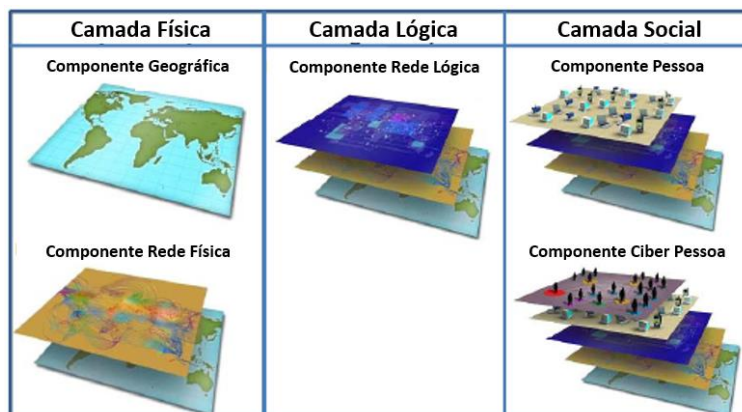 Camada Física
Camada Lógica
Camada Social
Componente Geográfica
Componente Rede Lógica
Componente Pessoa
Componente Rede Física
Componente Ciber Pessoa